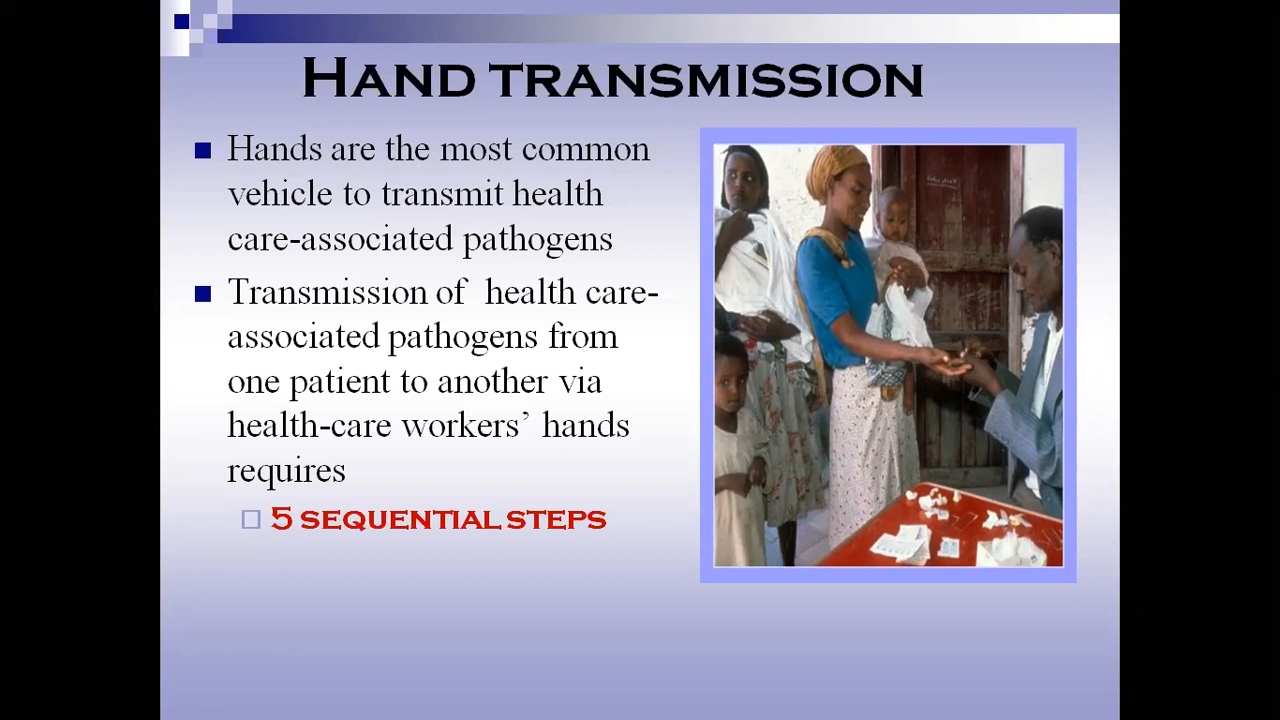 HAND TRANSMISSION
Hands are the most common
vehicle to transmit health
care-associated pathogens
Transmission of health care-
associated pathogens from
one patient to another via
health-care workers’ hands
requires
5 SEQUENTIAL STEPS